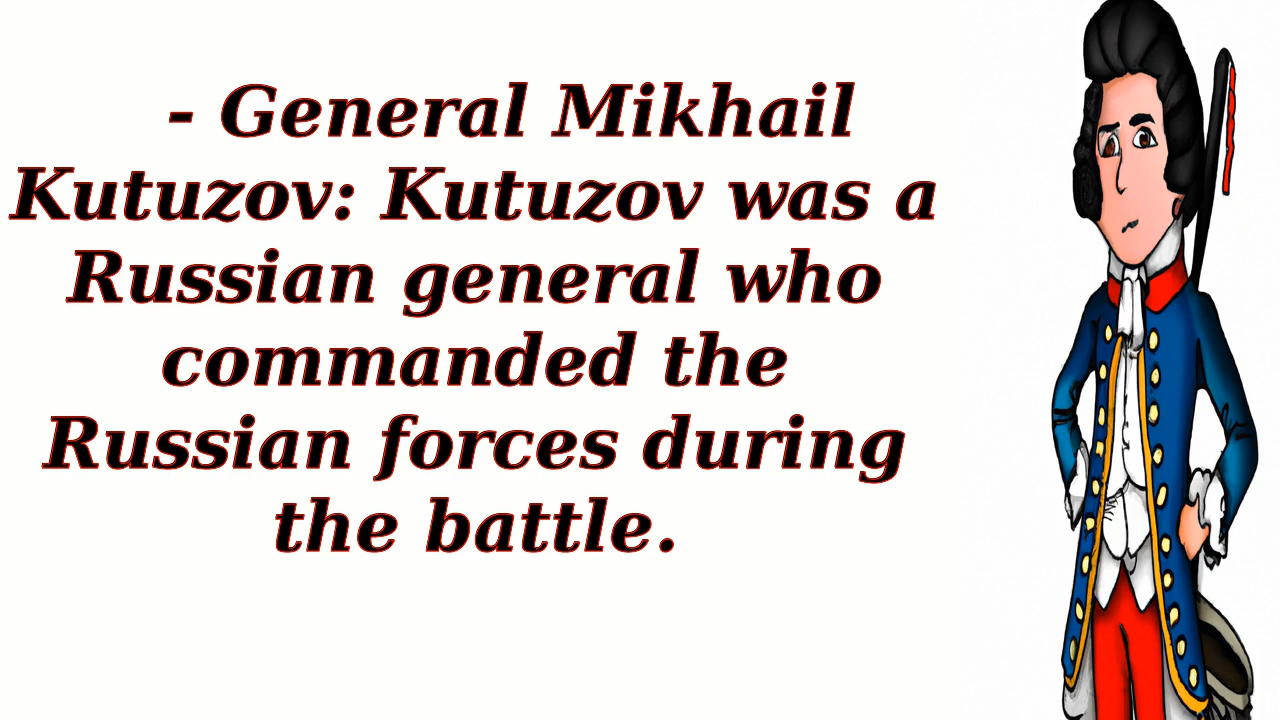 - General Mikhail
Kutuzov: Kutuzov was a
Russian general who
commanded the
Russian forces during
the battle.